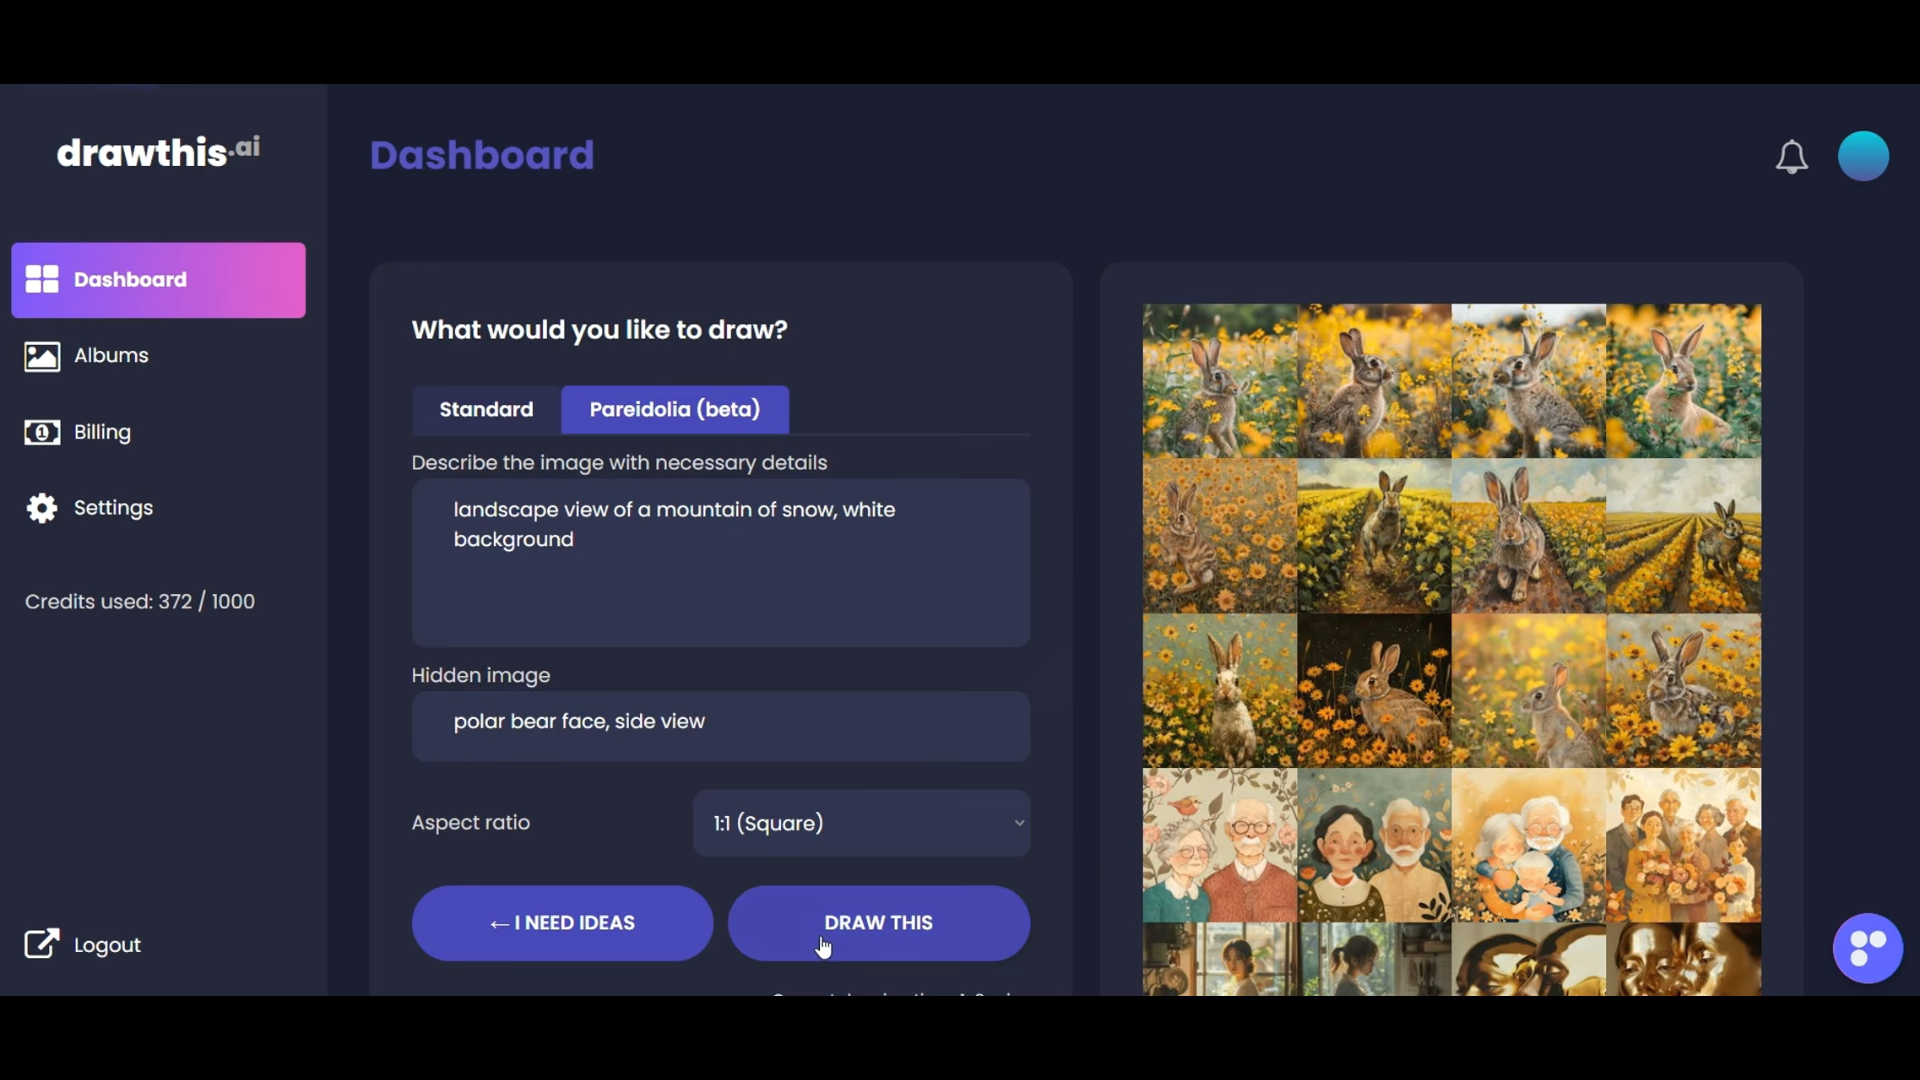 drawthis.ai
Dashboard
Dashboard
Albums
Billing
Settings
Credits used: 372 / 1000
Logout
What would you like to draw?
Standard
Pareidolia (beta)
Describe the image with necessary details
landscape view of a mountain of snow, white
background
Hidden image
polar bear face, side view
Aspect ratio
1:1 (Square)
← I NEED IDEAS
DRAW THIS